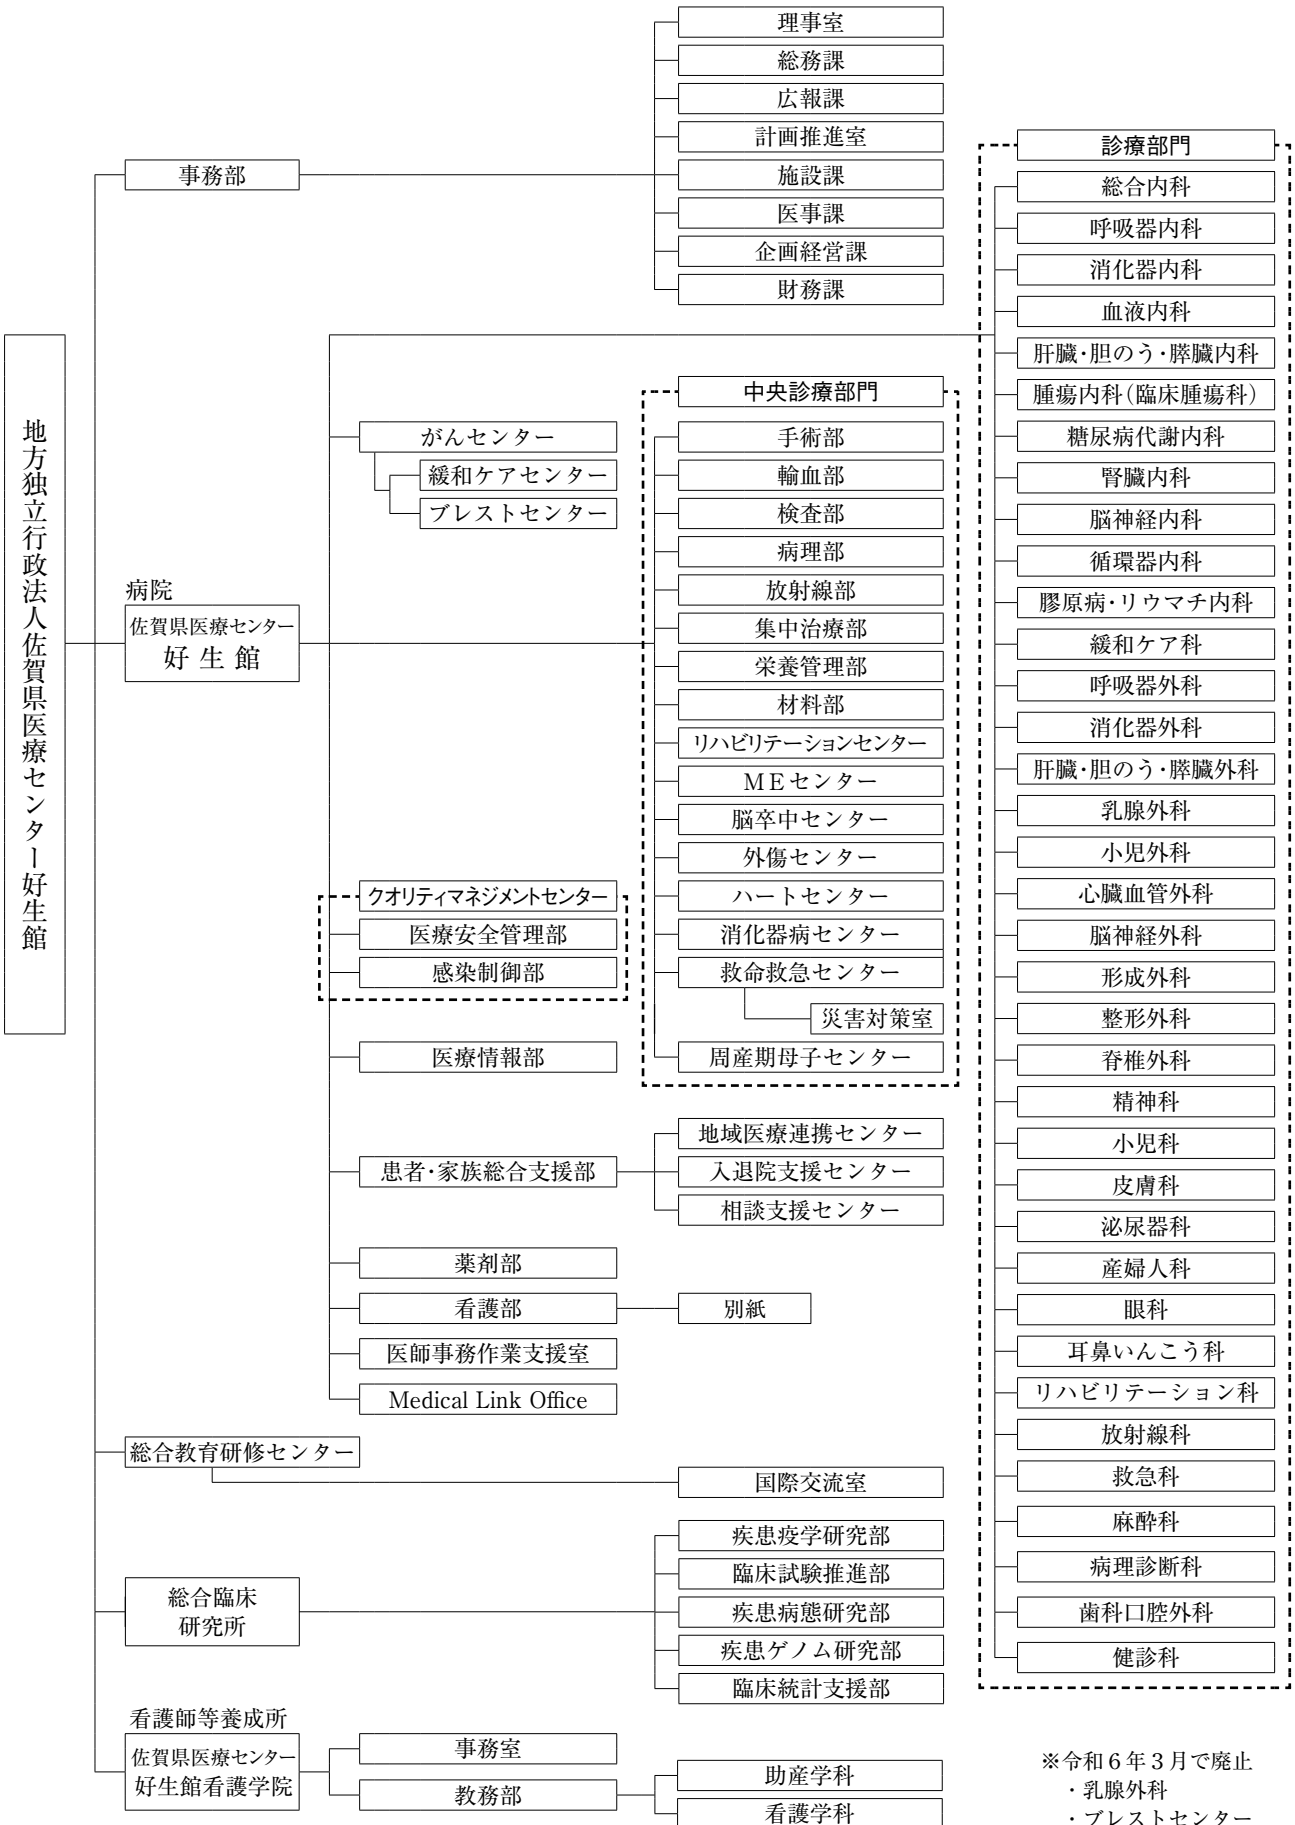 地方独立行政法人佐賀県医療センター好生館
事務部
理事室
総務課
広報課
計画推進室
施設課
医事課
企画経営課
財務課
病院
佐賀県医療センター
好生館
がんセンター
緩和ケアセンター
ブレストセンター
クオリティマネジメントセンター
医療安全管理部
感染制御部
医療情報部
患者・家族総合支援部
地域医療連携センター
入退院支援センター
相談支援センター
薬剤部
看護部
別紙
医師事務作業支援室
Medical Link Office
中央診療部門
手術部
輸血部
検査部
病理部
放射線部
集中治療部
栄養管理部
材料部
リハビリテーションセンター
MEセンター
脳卒中センター
外傷センター
ハートセンター
消化器病センター
救命救急センター
災害対策室
周産期母子センター
診療部門
総合内科
呼吸器内科
消化器内科
血液内科
肝臓・胆のう・膵臓内科
腫瘍内科(臨床腫瘍科)
糖尿病代謝内科
腎臓内科
脳神経内科
循環器内科
膠原病・リウマチ内科
緩和ケア科
呼吸器外科
消化器外科
肝臓・胆のう・膵臓外科
乳腺外科
小児外科
心臓血管外科
脳神経外科
形成外科
整形外科
脊椎外科
精神科
小児科
皮膚科
泌尿器科
産婦人科
眼科
耳鼻いんこう科
リハビリテーション科
放射線科
救急科
麻酔科
病理診断科
歯科口腔外科
健診科
総合教育研修センター
国際交流室
総合臨床
研究所
疾患疫学研究部
臨床試験推進部
疾患病態研究部
疾患ゲノム研究部
臨床統計支援部
看護師等養成所
佐賀県医療センター
好生館看護学院
事務室
教務部
助産学科
看護学科
※令和6年3月で廃止
・乳腺外科
・ブレストセンター